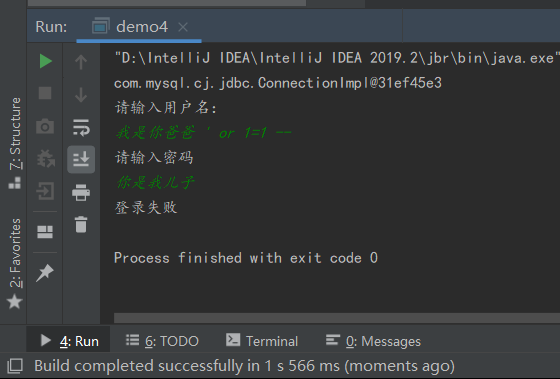 Run: demo4
"D:\IntelliJ IDEA\IntelliJ IDEA 2019.2\jbr\bin\java.exe"
com.mysql.cj.jdbc.ConnectionImpl@31ef45e3
请输入用户名:
我是你爸爸 ' or 1=1 --
请输入密码
你是我儿子
登录失败
Process finished with exit code 0
7: Structure
2: Favorites
4: Run 6: TODO Terminal 0: Messages
Build completed successfully in 1 s 566 ms (moments ago)